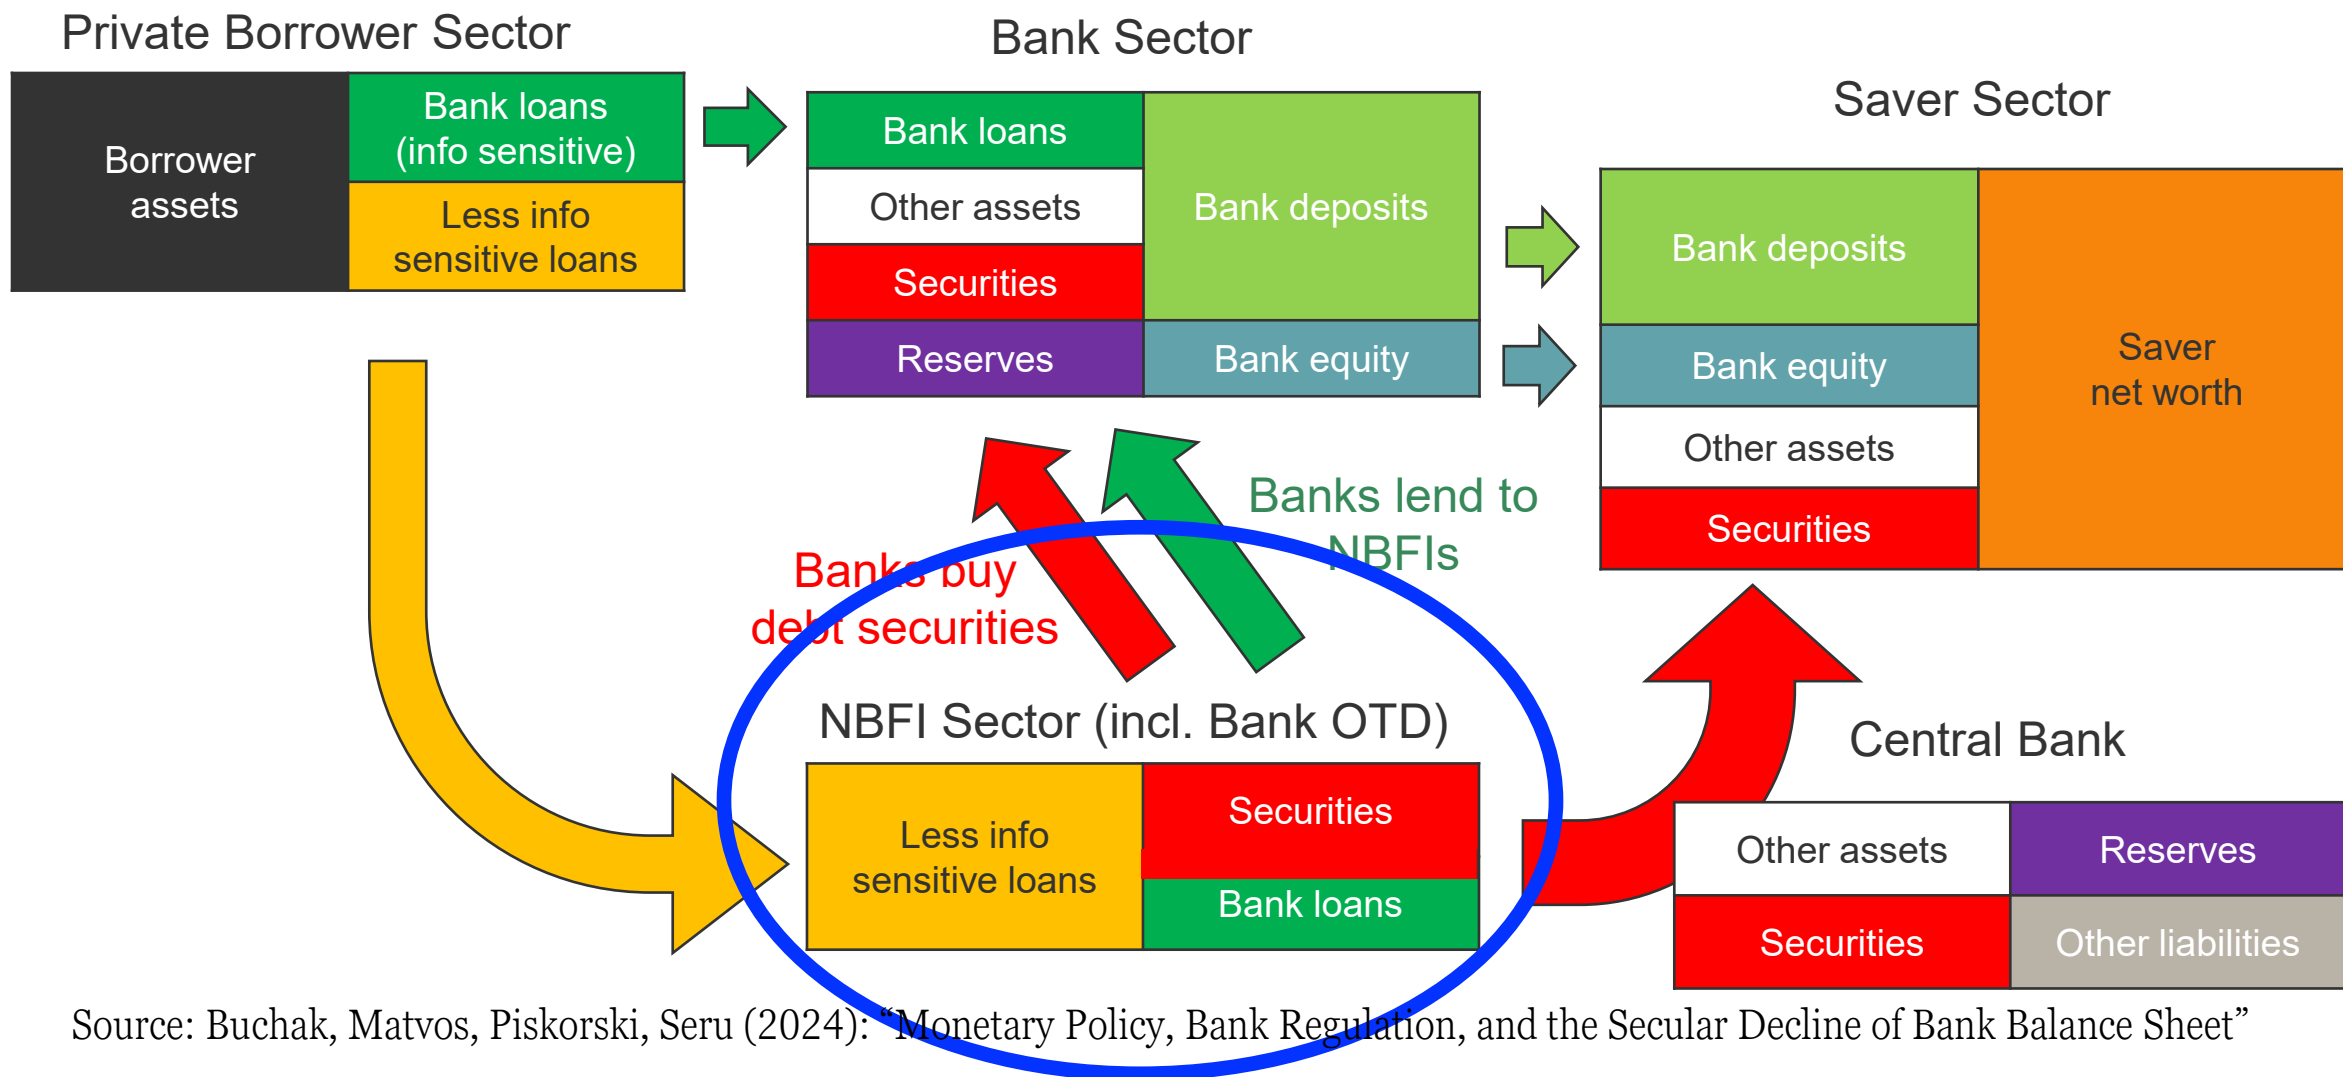 Private Borrower Sector
Borrower
assets
Bank loans
(info sensitive)
Less info
sensitive loans
Bank Sector
Bank loans
Other assets
Securities
Reserves
Bank deposits
Bank equity
Saver Sector
Bank deposits
Bank equity
Other assets
Securities
Saver
net worth
Banks buy
debt securities
Banks lend to
NBFIs
NBFI Sector (incl. Bank OTD)
Less info
sensitive loans
Securities
Bank loans
Central Bank
Other assets
Securities
Reserves
Other liabilities
Source: Buchak, Matvos, Piskorski, Seru (2024): “Monetary Policy, Bank Regulation, and the Secular Decline of Bank Balance Sheet”